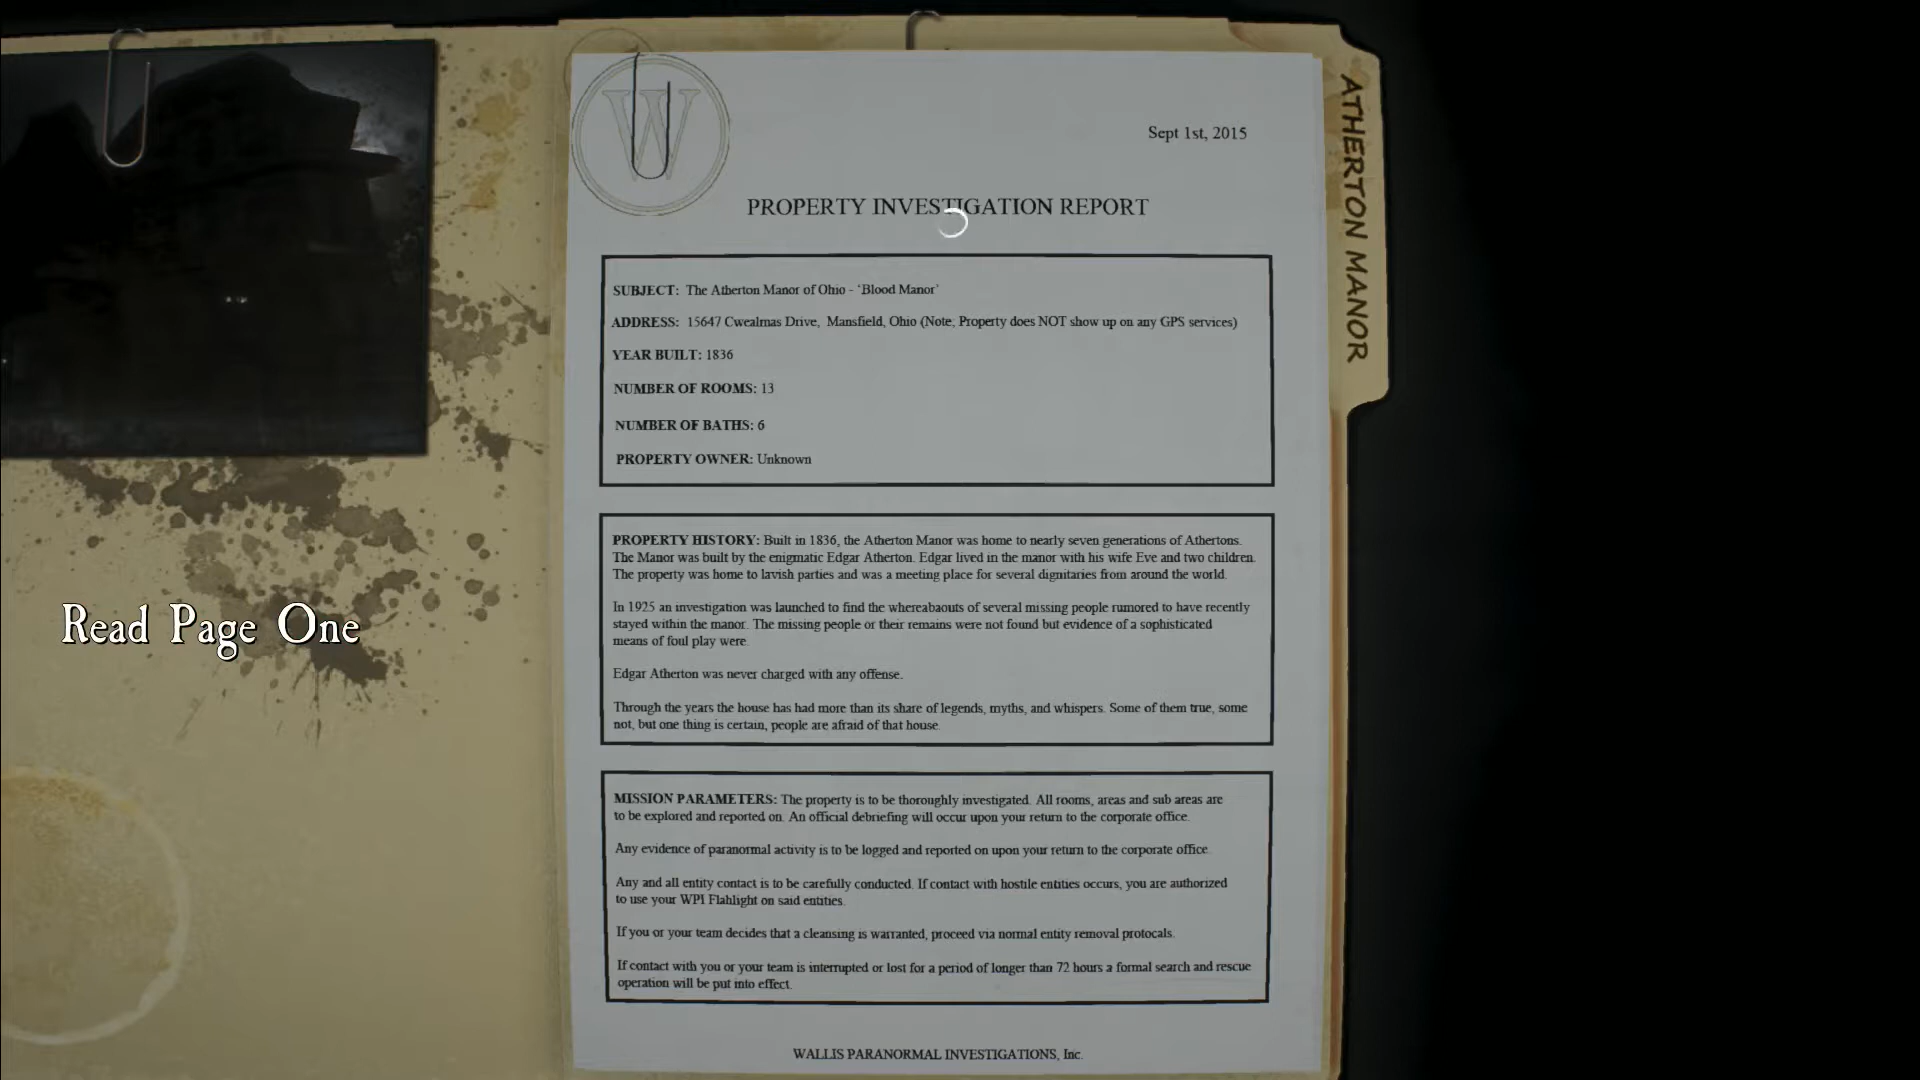 W
Sept 1st, 2015
PROPERTY INVESTIGATION REPORT
ATHERTON MANOR
SUBJECT: The Atherton Manor of Ohio - ‘Blood Manor’
ADDRESS: 15647 Cwealmas Drive, Mansfield, Ohio (Note; Property does NOT show up on any GPS services)
YEAR BUILT: 1836
NUMBER OF ROOMS: 13
NUMBER OF BATHS: 6
PROPERTY OWNER: Unknown
PROPERTY HISTORY: Built in 1836, the Atherton Manor was home to nearly seven generations of Athertons.
The Manor was built by the enigmatic Edgar Atherton. Edgar lived in the manor with his wife Eve and two children.
The property was home to lavish parties and was a meeting place for several dignitaries from around the world.
In 1925 an investigation was launched to find the whereabaouts of several missing people rumored to have recently
stayed within the manor. The missing people or their remains were not found but evidence of a sophisticated
means of foul play were.
Edgar Atherton was never charged with any offense.
Through the years the house has had more than its share of legends, myths, and whispers. Some of them true, some
not, but one thing is certain, people are afraid of that house.
Read Page One
MISSION PARAMETERS: The property is to be thoroughly investigated. All rooms, areas and sub areas are
to be explored and reported on. An official debriefing will occur upon your return to the corporate office.
Any evidence of paranormal activity is to be logged and reported on upon your return to the corporate office.
Any and all entity contact is to be carefully conducted. If contact with hostile entities occurs, you are authorized
to use your WPI Flahlight on said entities.
If you or your team decides that a cleansing is warranted, proceed via normal entity removal protocals.
If contact with you or your team is interrupted or lost for a period of longer than 72 hours a formal search and rescue
operation will be put into effect.
WALLIS PARANORMAL INVESTIGATIONS, Inc.